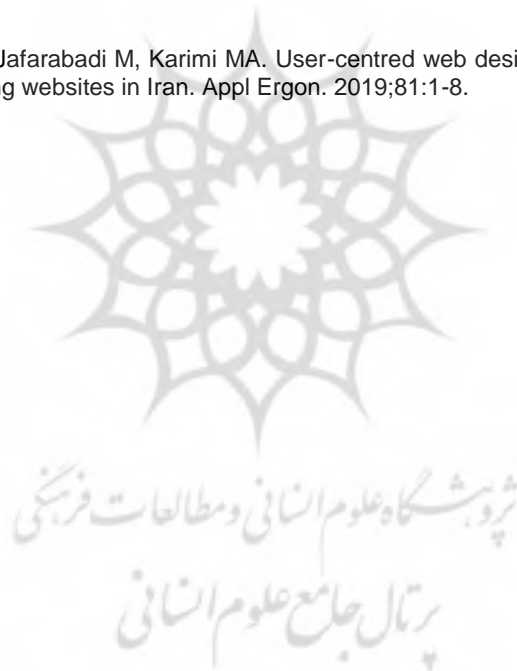 Jafarabadi M, Karimi MA. User-centred web desi
ng websites in Iran. Appl Ergon. 2019;81:1-8.
پژوهشگاه علوم انسانی و مطالعات فرهنگی
پرتال جامع علوم انسانی